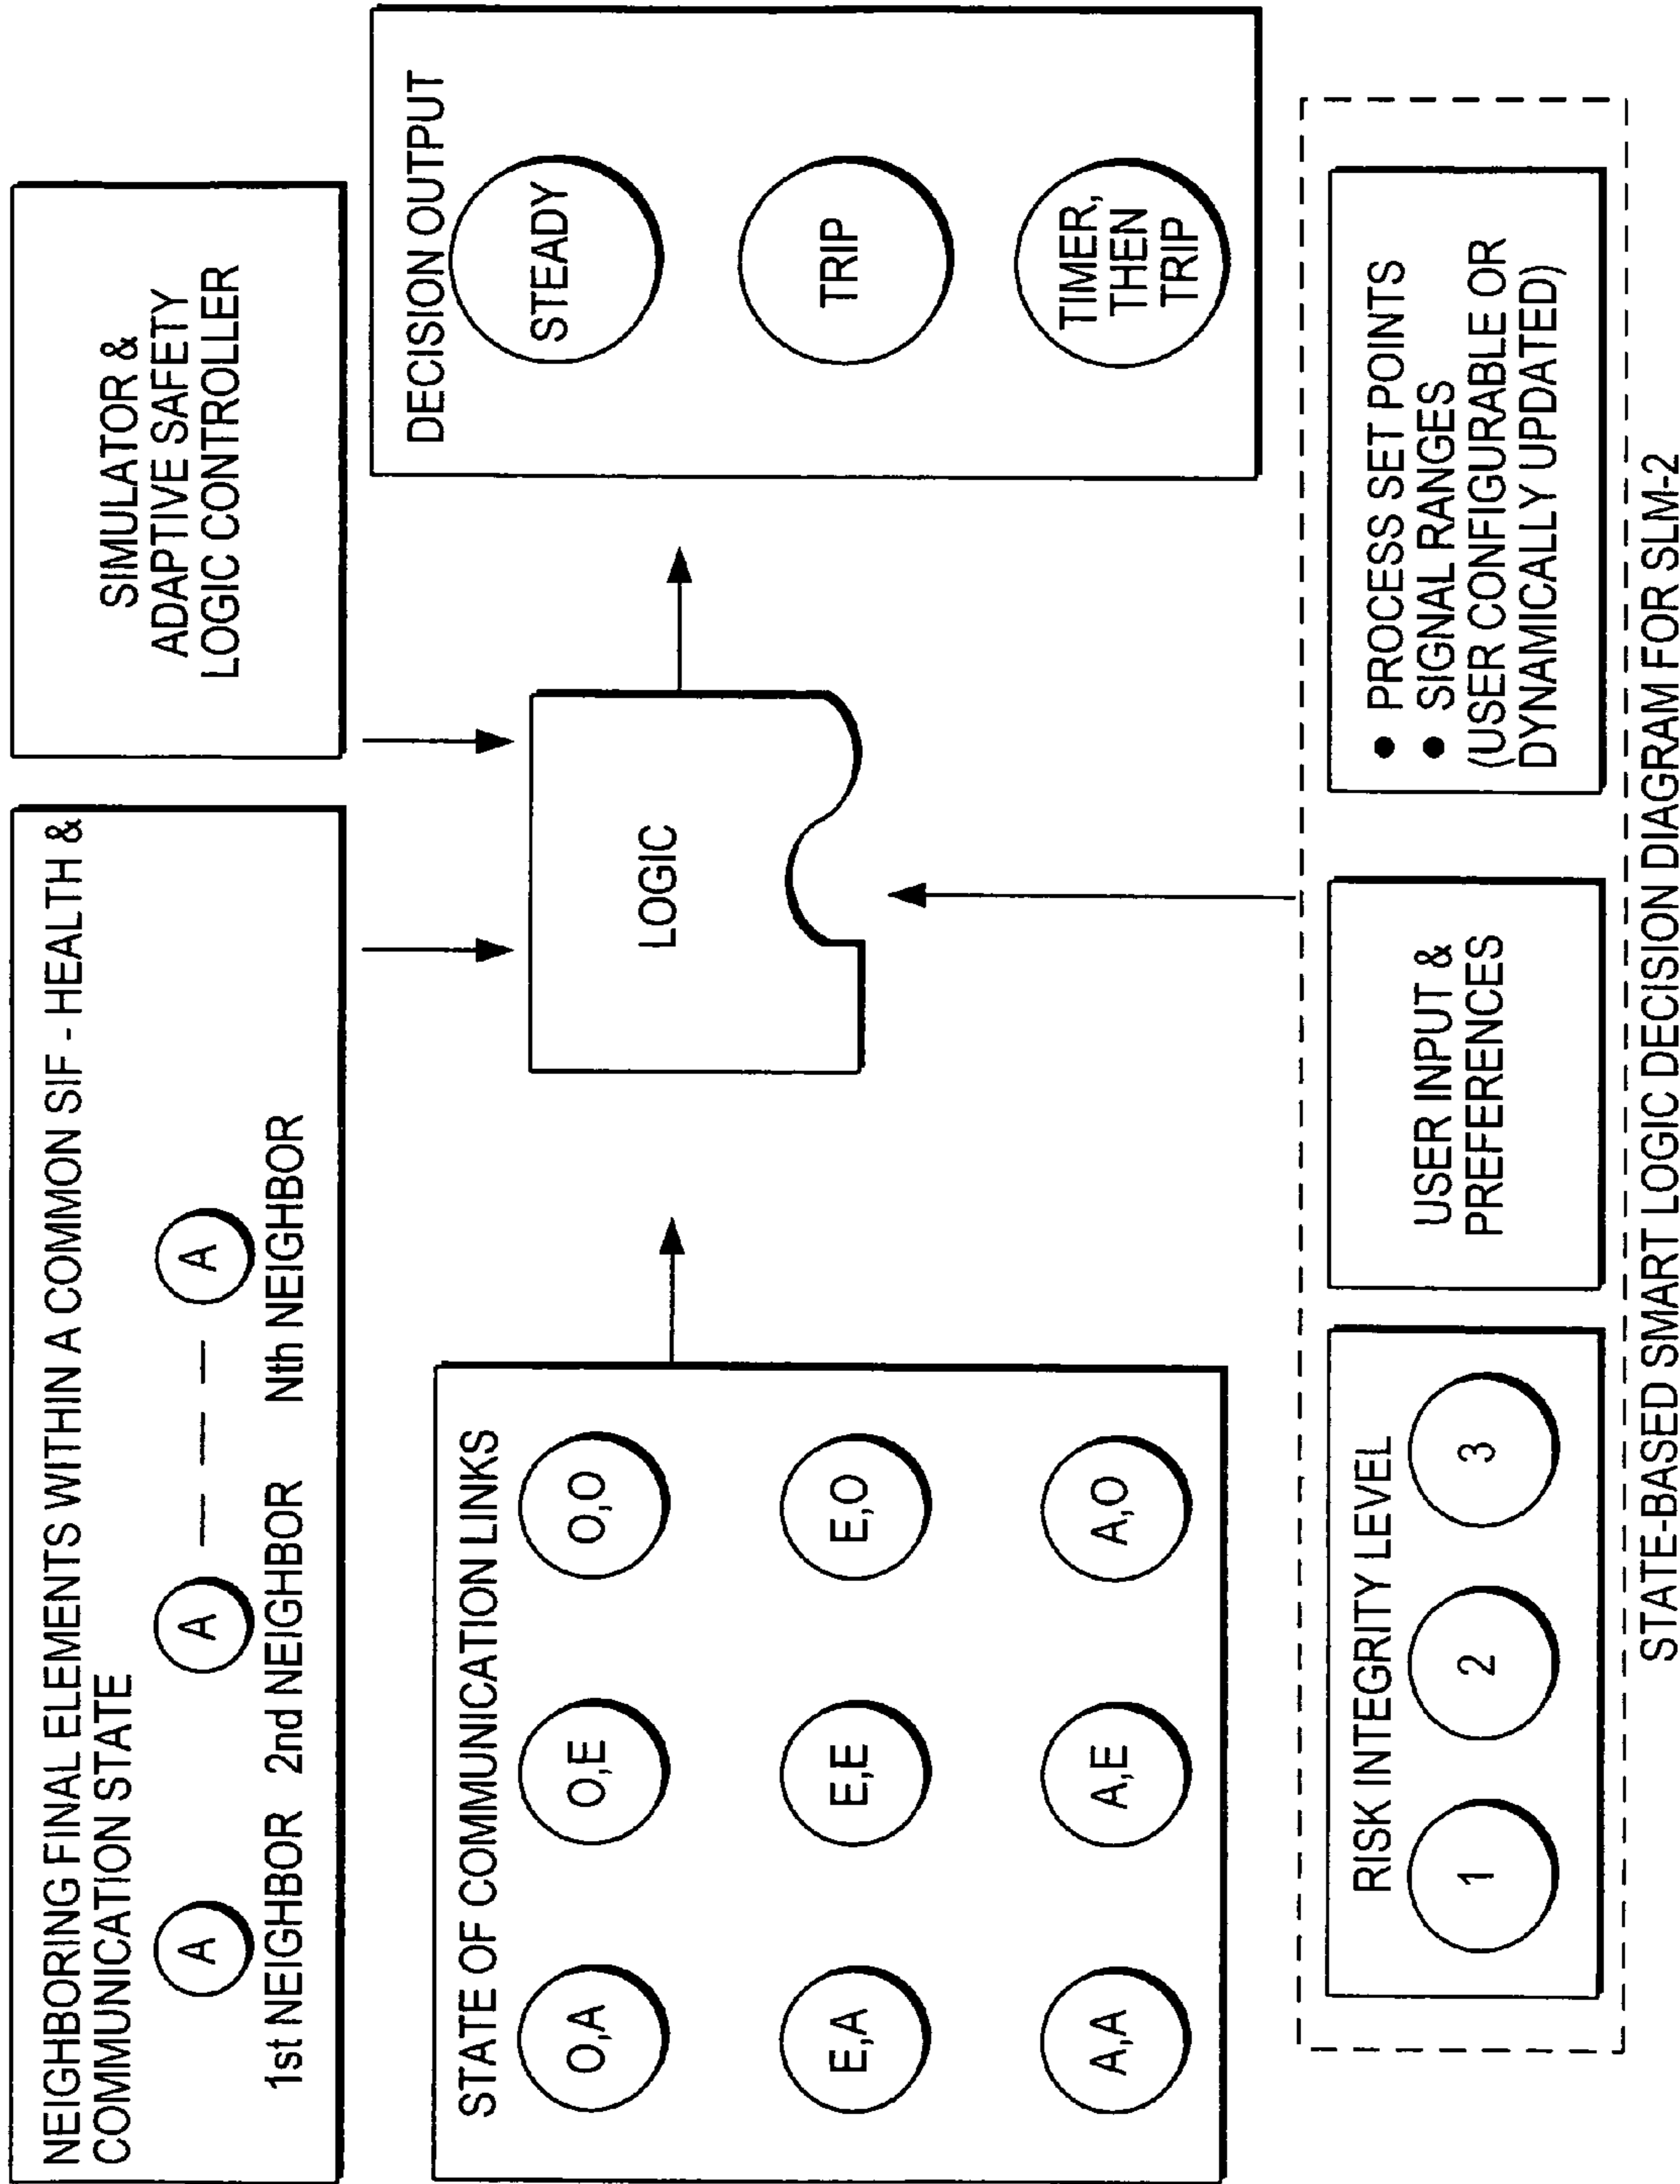 NEIGHBORING FINAL ELEMENTS WITHIN A COMMON SIF - HEALTH &
COMMUNICATION STATE
A
A
A
1st NEIGHBOR
2nd NEIGHBOR
Nth NEIGHBOR
SIMULATOR &
ADAPTIVE SAFETY
LOGIC CONTROLLER
STATE OF COMMUNICATION LINKS
O,A
O,E
O,O
E,A
E,E
E,O
A,A
A,E
A,O
LOGIC
DECISION OUTPUT
STEADY
TRIP
TIMER,
THEN
TRIP
RISK INTEGRITY LEVEL
1
2
3
USER INPUT &
PREFERENCES
• PROCESS SET POINTS
• SIGNAL RANGES
(USER CONFIGURABLE OR
DYNAMICALLY UPDATED)
STATE-BASED SMART LOGIC DECISION DIAGRAM FOR SLM-2